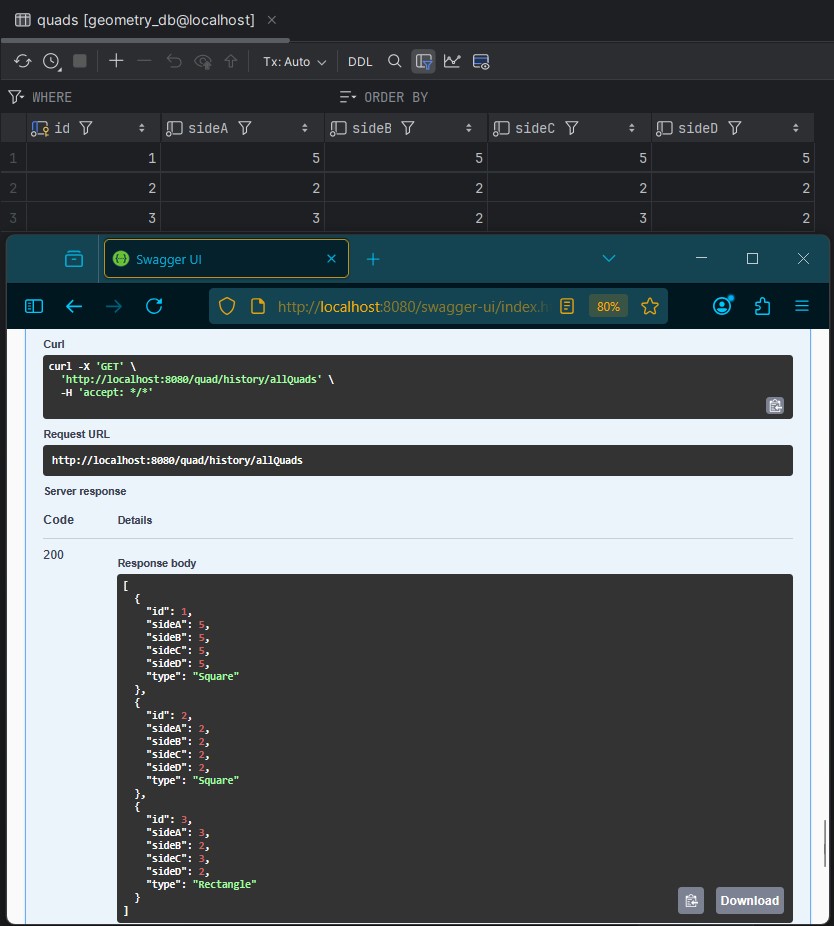 quads [geometry_db@localhost]
Tx: Auto DDL
WHERE ORDER BY
id sideA sideB sideC sideD
1 1 5 5 5 5
2 2 2 2 2 2
3 3 3 2 3 2
Swagger UI
http://localhost:8080/swagger-ui/index.h 80%
Curl
curl -X 'GET' \
'http://localhost:8080/quad/history/allQuads' \
-H 'accept: */*'
Request URL
http://localhost:8080/quad/history/allQuads
Server response
Code Details
200
Response body
[
{
"id": 1,
"sideA": 5,
"sideB": 5,
"sideC": 5,
"sideD": 5,
"type": "Square"
},
{
"id": 2,
"sideA": 2,
"sideB": 2,
"sideC": 2,
"sideD": 2,
"type": "Square"
},
{
"id": 3,
"sideA": 3,
"sideB": 2,
"sideC": 3,
"sideD": 2,
"type": "Rectangle"
}
]
Download